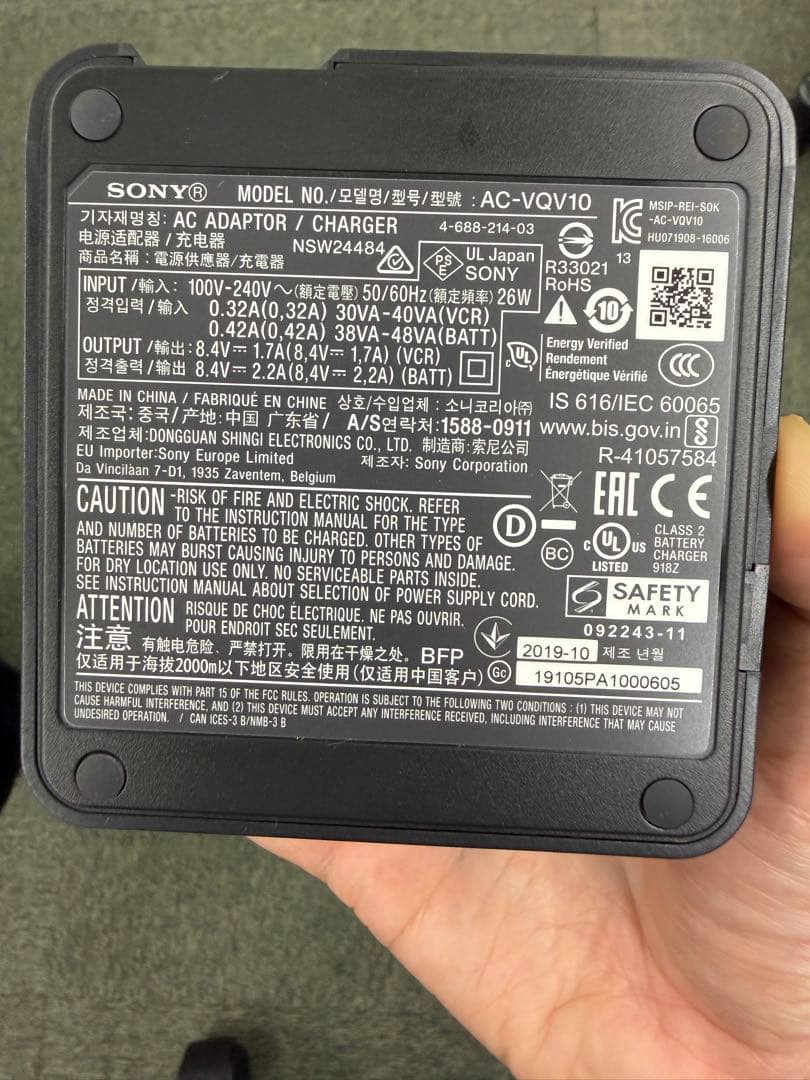 SONY® MODEL NO./모델명/型号/型號 : AC-VQV10
기자재명칭: AC ADAPTOR / CHARGER 4-688-214-03
电源适配器 / 充电器 NSW24484
商品名稱 : 電源供應器/充電器
PSE UL Japan
SONY
R33021
RoHS
13
MSIP-REI-SOK
-AC-VQV10
HU071908-16006
10
INPUT /輸入 : 100V-240V～(額定電壓) 50/60Hz(額定頻率) 26W
정격입력 / 输入 0.32A(0,32A) 30VA-40VA(VCR)
0.42A(0,42A) 38VA-48VA(BATT)
OUTPUT /輸出: 8.4V⎓ 1.7A(8,4V⎓ 1,7A) (VCR)
정격출력 / 输出 8.4V⎓ 2.2A(8,4V⎓ 2,2A) (BATT)
c UL
Energy Verified
Rendement
Énergétique Vérifié
CCC
MADE IN CHINA / FABRIQUÉ EN CHINE 상호/수입업체 : 소니코리아㈜
제조국: 중국/产地: 中国 广东省/ A/S연락처:1588-0911
제조업체:DONGGUAN SHINGI ELECTRONICS CO., LTD. 制造商:索尼公司
EU Importer:Sony Europe Limited 제조자: Sony Corporation
Da Vincilaan 7-D1, 1935 Zaventem, Belgium
IS 616/IEC 60065
www.bis.gov.in
R-41057584
CAUTION -RISK OF FIRE AND ELECTRIC SHOCK. REFER
TO THE INSTRUCTION MANUAL FOR THE TYPE
AND NUMBER OF BATTERIES TO BE CHARGED. OTHER TYPES OF
BATTERIES MAY BURST CAUSING INJURY TO PERSONS AND DAMAGE.
FOR DRY LOCATION USE ONLY. NO SERVICEABLE PARTS INSIDE.
SEE INSTRUCTION MANUAL ABOUT SELECTION OF POWER SUPPLY CORD.
D
BC
EAC CE
c UL us
LISTED
CLASS 2
BATTERY
CHARGER
918Z
SAFETY
MARK
092243-11
ATTENTION RISQUE DE CHOC ÉLECTRIQUE. NE PAS OUVRIR.
POUR ENDROIT SEC SEULEMENT.
注意 有触电危险、严禁打开。限用在干燥之处. BFP
仅适用于海拔2000m以下地区安全使用(仅适用中国客户) Gc
2019-10 제조 년월
19105PA1000605
THIS DEVICE COMPLIES WITH PART 15 OF THE FCC RULES. OPERATION IS SUBJECT TO THE FOLLOWING TWO CONDITIONS : (1) THIS DEVICE MAY NOT
CAUSE HARMFUL INTERFERENCE, AND (2) THIS DEVICE MUST ACCEPT ANY INTERFERENCE RECEIVED, INCLUDING INTERFERENCE THAT MAY CAUSE
UNDESIRED OPERATION. / CAN ICES-3 B/NMB-3 B